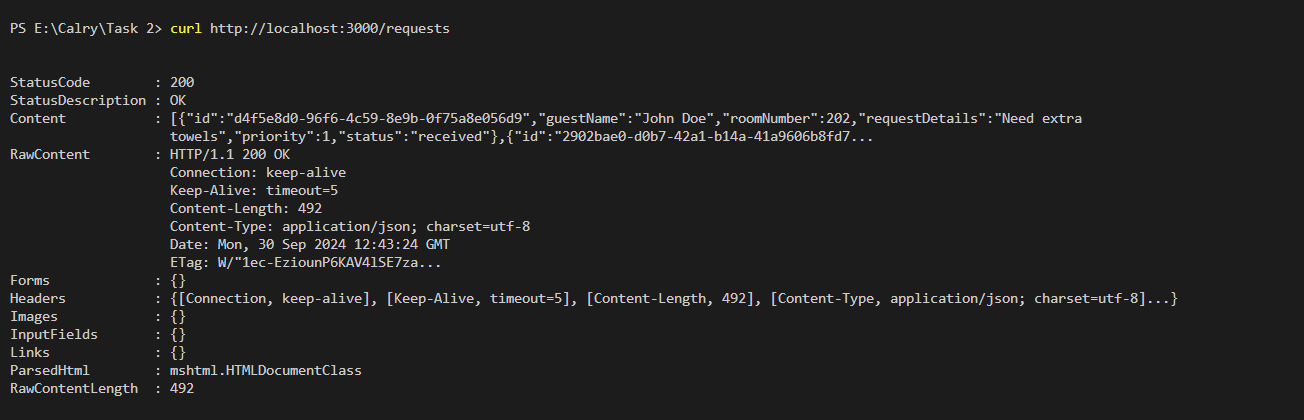 PS E:\Calry\Task 2> curl http://localhost:3000/requests
StatusCode        : 200
StatusDescription : OK
Content           : [{"id":"d4f5e8d0-96f6-4c59-8e9b-0f75a8e056d9","guestName":"John Doe","roomNumber":202,"requestDetails":"Need extra
                    towels","priority":1,"status":"received"},{"id":"2902bae0-d0b7-42a1-b14a-41a9606b8fd7...
RawContent        : HTTP/1.1 200 OK
                    Connection: keep-alive
                    Keep-Alive: timeout=5
                    Content-Length: 492
                    Content-Type: application/json; charset=utf-8
                    Date: Mon, 30 Sep 2024 12:43:24 GMT
                    ETag: W/"1ec-EziounP6KAV4lSE7za...
Forms             : {}
Headers           : {[Connection, keep-alive], [Keep-Alive, timeout=5], [Content-Length, 492], [Content-Type, application/json; charset=utf-8]...}
Images            : {}
InputFields       : {}
Links             : {}
ParsedHtml        : mshtml.HTMLDocumentClass
RawContentLength  : 492